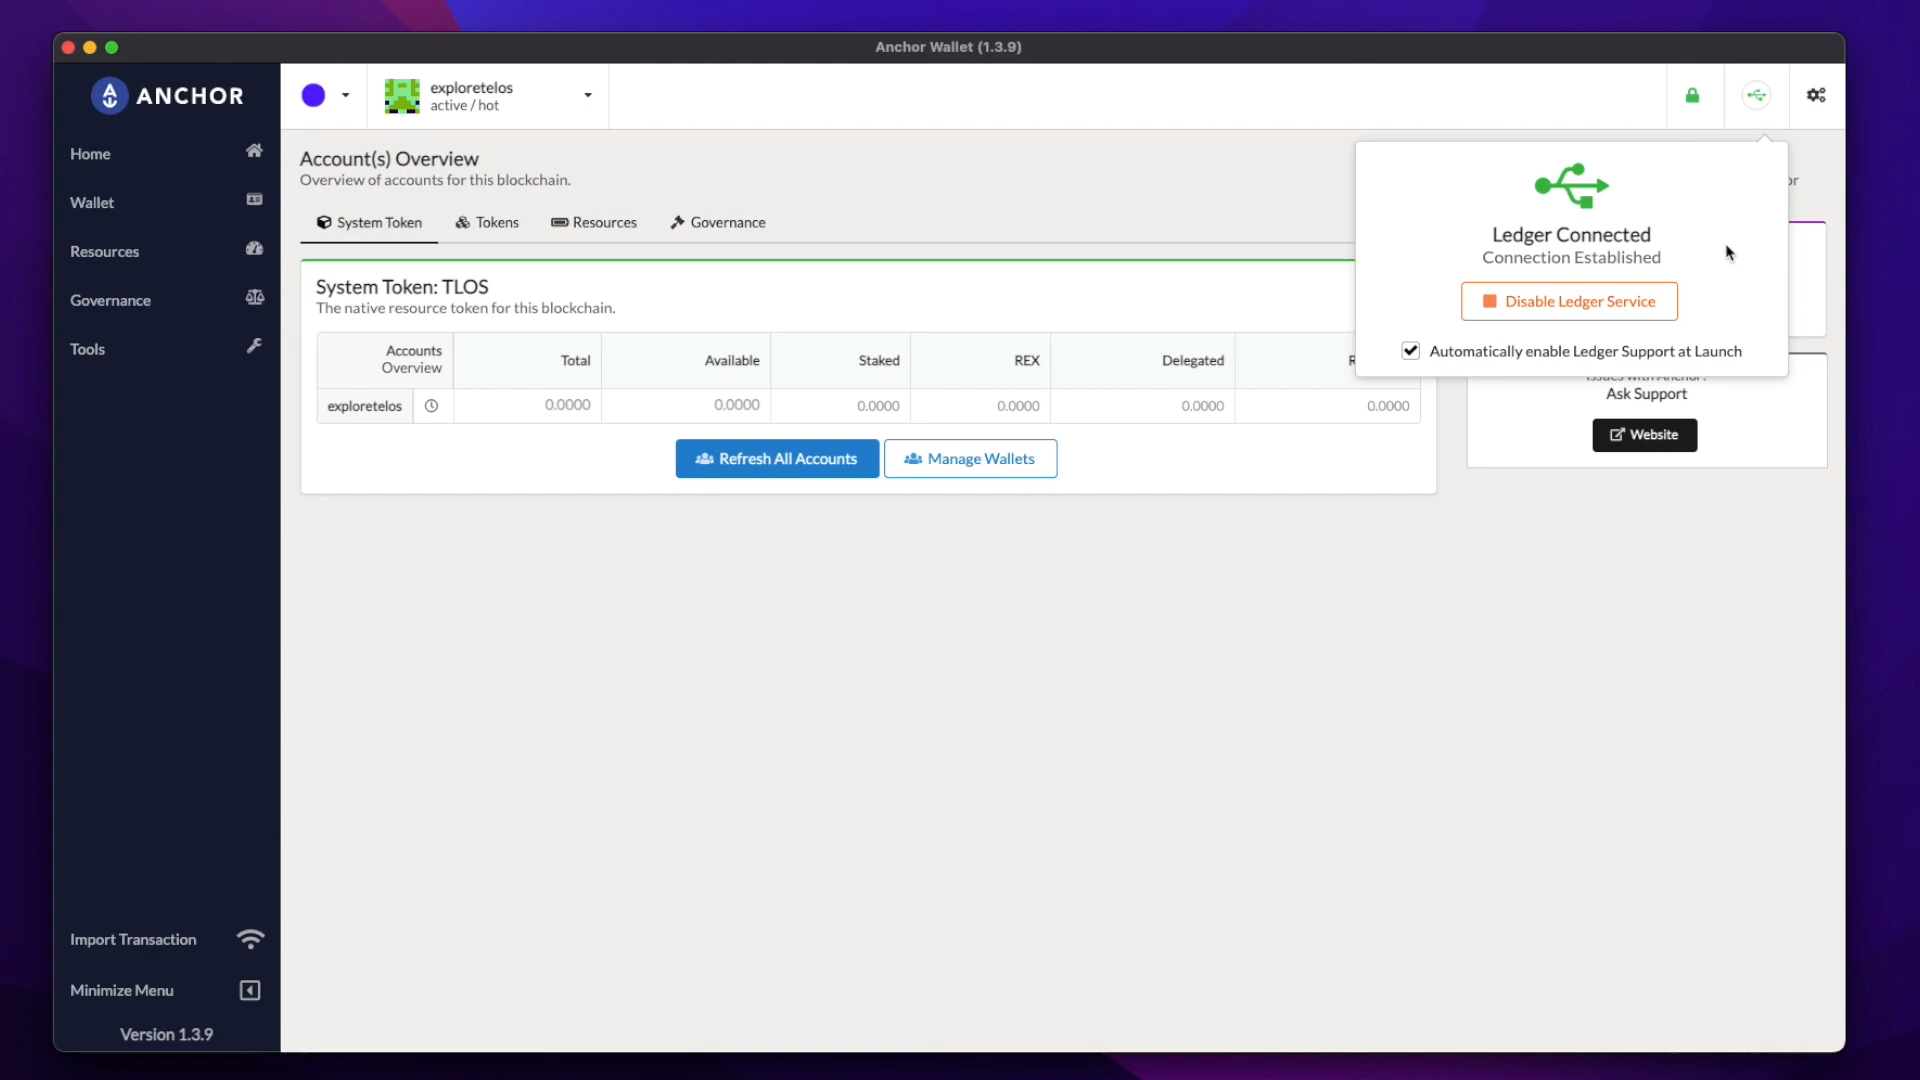 Anchor Wallet (1.3.9)
ANCHOR
exploretelos
active / hot
Home
Wallet
Resources
Governance
Tools
Import Transaction
Minimize Menu
Version 1.3.9
Account(s) Overview
Overview of accounts for this blockchain.
System Token
Tokens
Resources
Governance
System Token: TLOS
The native resource token for this blockchain.
Accounts Overview
Total
Available
Staked
REX
Delegated
exploretelos
0.0000
0.0000
0.0000
0.0000
0.0000
0.0000
Refresh All Accounts
Manage Wallets
Ledger Connected
Connection Established
Disable Ledger Service
Automatically enable Ledger Support at Launch
Ask Support
Website